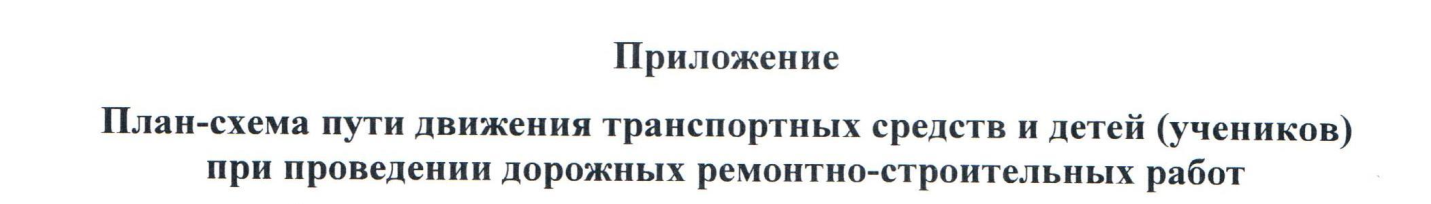 Приложение
План-схема пути движения транспортных средств и детей (учеников)
при проведении дорожных ремонтно-строительных работ